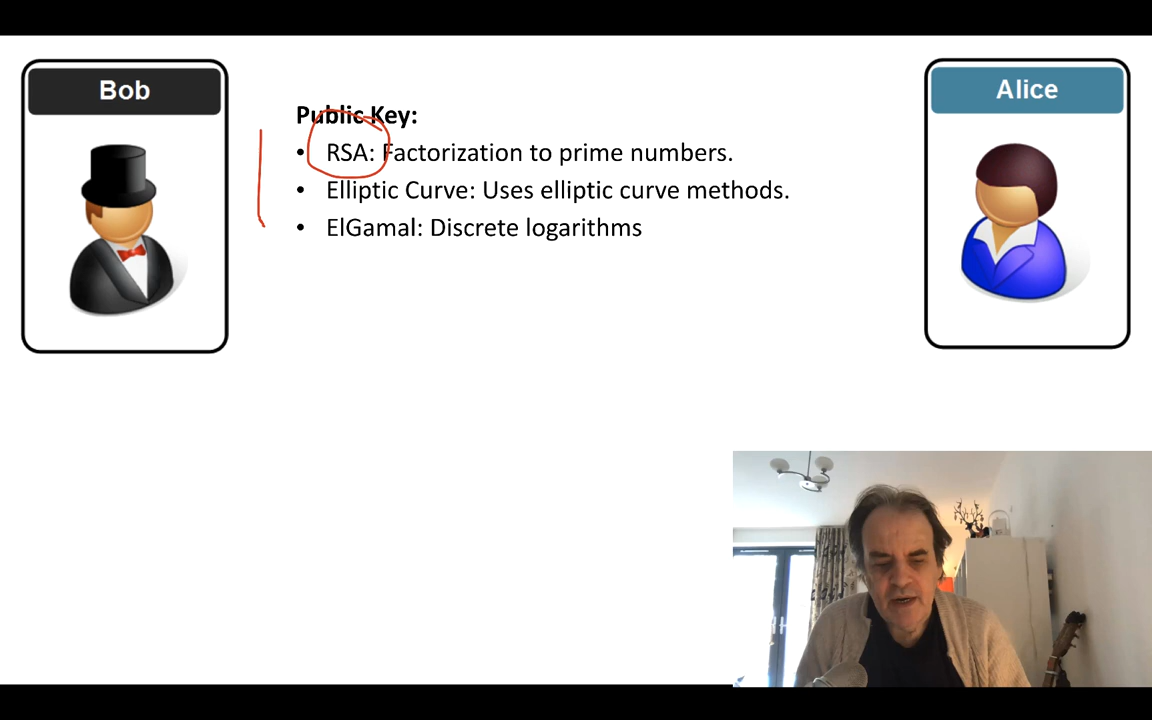 Bob
Alice
Public Key:
• RSA: Factorization to prime numbers.
• Elliptic Curve: Uses elliptic curve methods.
• ElGamal: Discrete logarithms